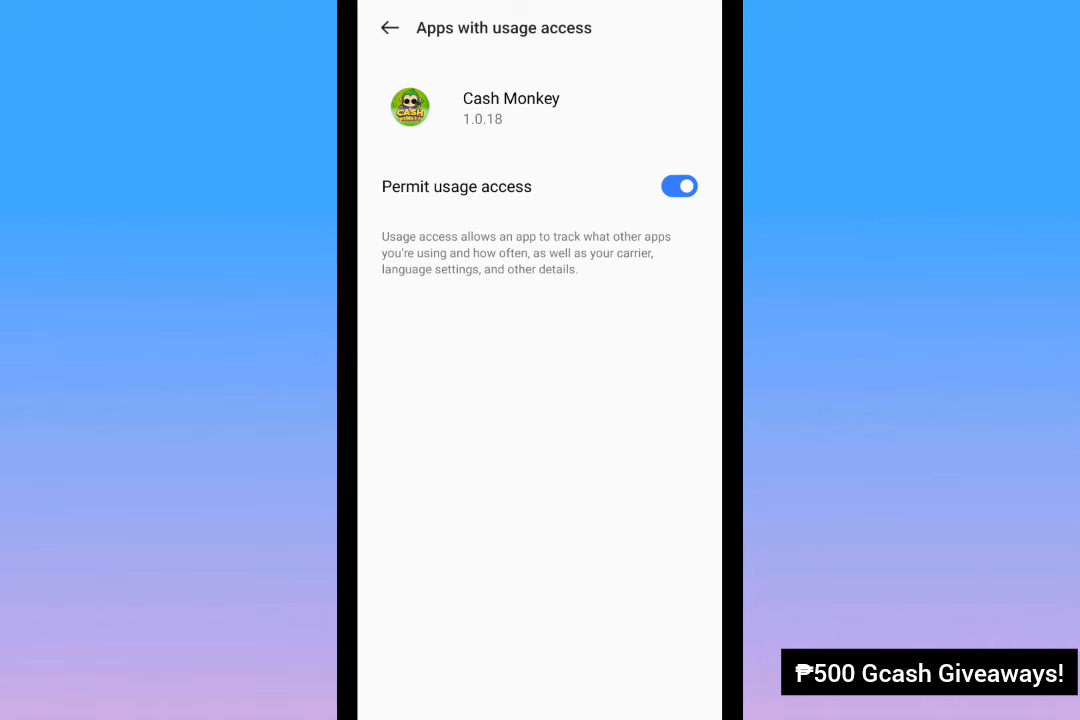 Apps with usage access
CASH
MONKEY
Cash Monkey
1.0.18
Permit usage access
Usage access allows an app to track what other apps
you're using and how often, as well as your carrier,
language settings, and other details.
₱500 Gcash Giveaways!